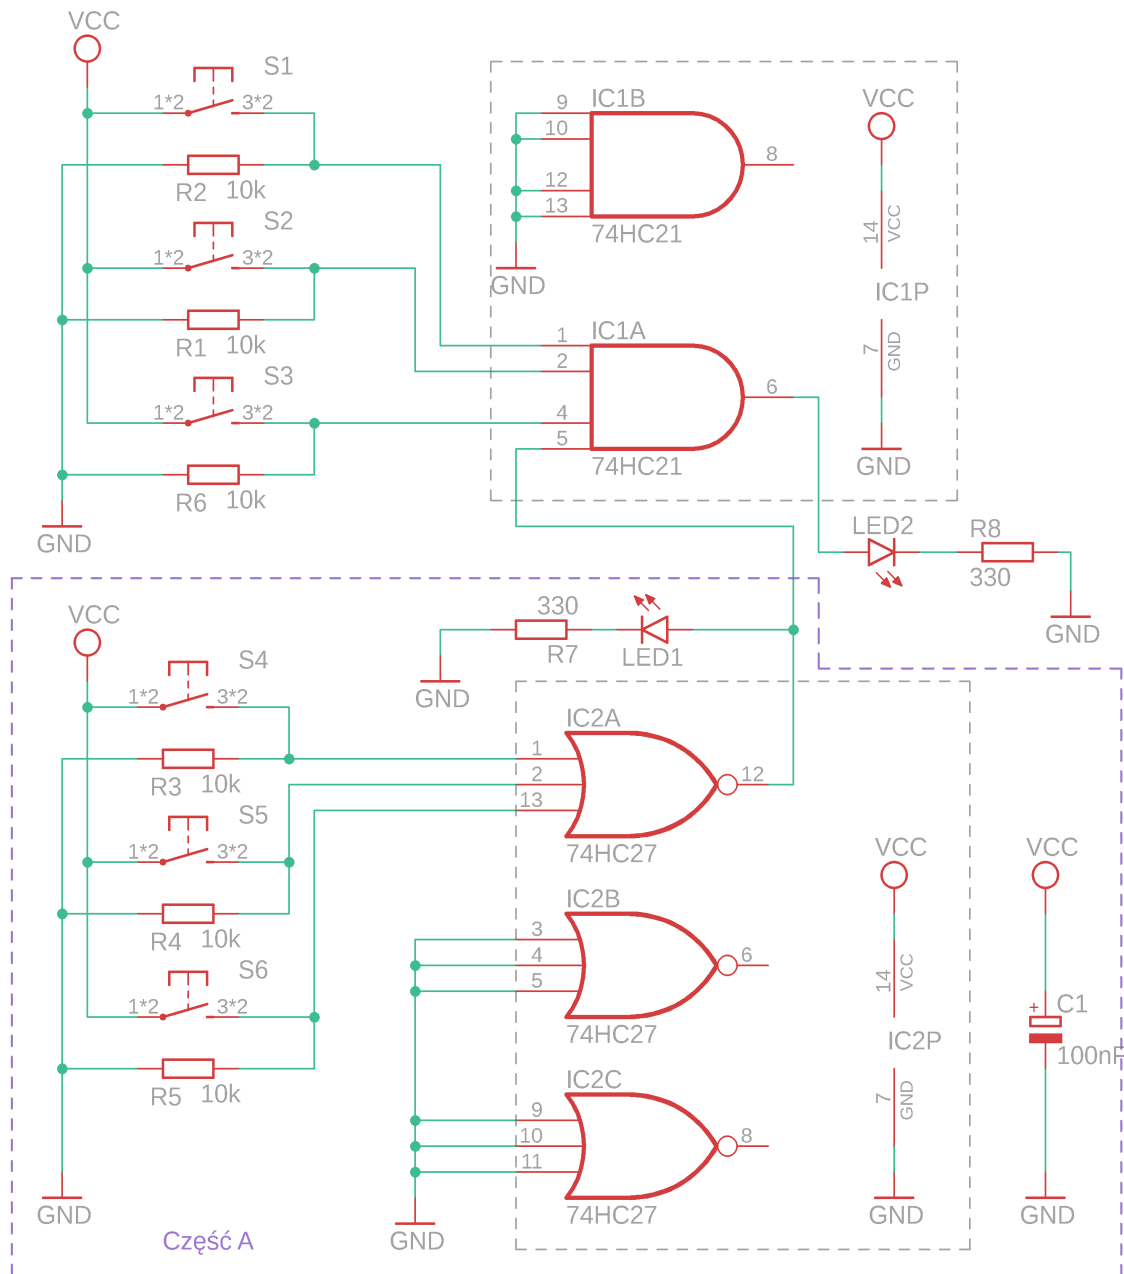 VCC
S1
1*2 3*2
R2 10k
S2
1*2 3*2
R1 10k
S3
1*2 3*2
R6 10k
GND
IC1B
9
10
12
13
8
74HC21
GND
VCC
14
VCC
IC1P
7
GND
GND
IC1A
1
2
4
5
6
74HC21
LED2
R8
330
GND
VCC
S4
1*2 3*2
R3 10k
S5
1*2 3*2
R4 10k
S6
1*2 3*2
R5 10k
GND
330
R7
LED1
GND
IC2A
1
2
13
12
74HC27
IC2B
3
4
5
6
74HC27
IC2C
9
10
11
8
74HC27
GND
VCC
14
VCC
IC2P
7
GND
GND
VCC
+
C1
100nF
GND
Część A